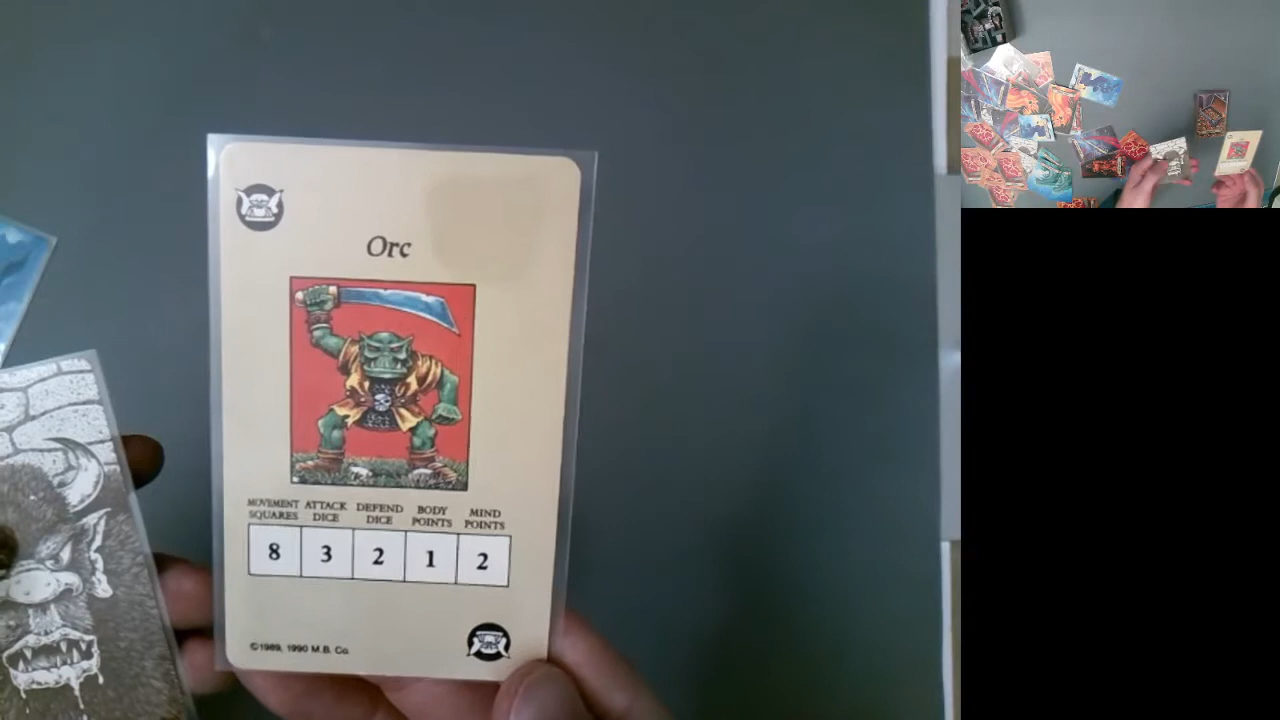 Orc
MOVEMENT SQUARES ATTACK DICE DEFEND DICE BODY POINTS MIND POINTS
8 3 2 1 2
©1989, 1990 M.B. Co.